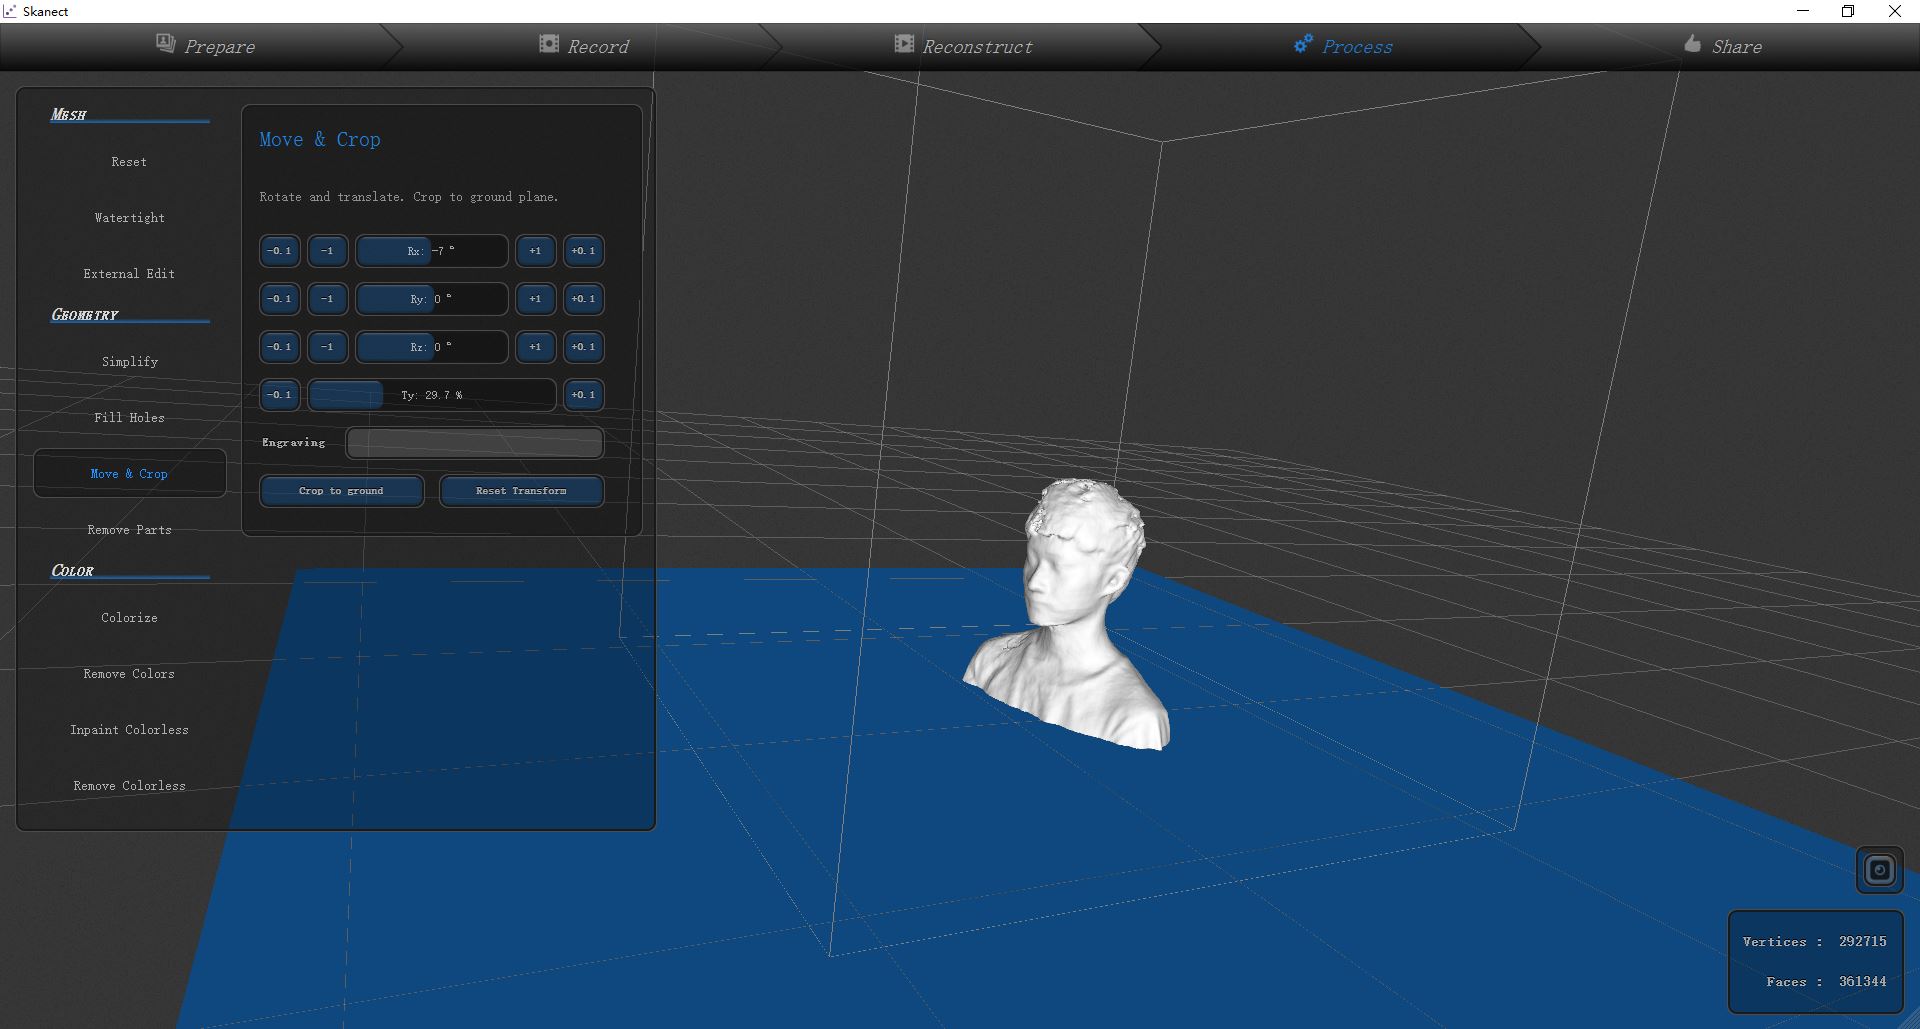 Skanect
Prepare
Record
Reconstruct
Process
Share
MESH
Reset
Watertight
External Edit
GEOMETRY
Simplify
Fill Holes
Move & Crop
Remove Parts
COLOR
Colorize
Remove Colors
Inpaint Colorless
Remove Colorless
Move & Crop
Rotate and translate. Crop to ground plane.
-0.1 -1 Rx: -7 ° +1 +0.1
-0.1 -1 Ry: 0 ° +1 +0.1
-0.1 -1 Rz: 0 ° +1 +0.1
-0.1 Ty: 29.7 % +0.1
Engraving
Crop to ground Reset Transform
Vertices : 292715
Faces : 361344